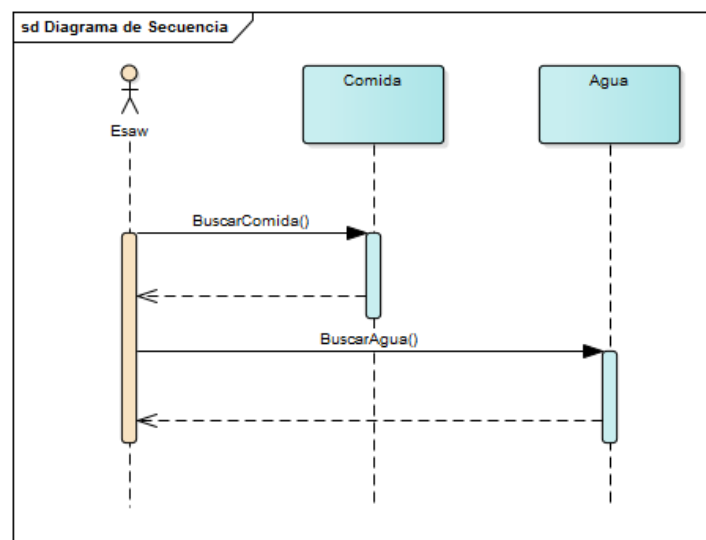 sd Diagrama de Secuencia
Esaw
Comida
Agua
BuscarComida()
BuscarAgua()